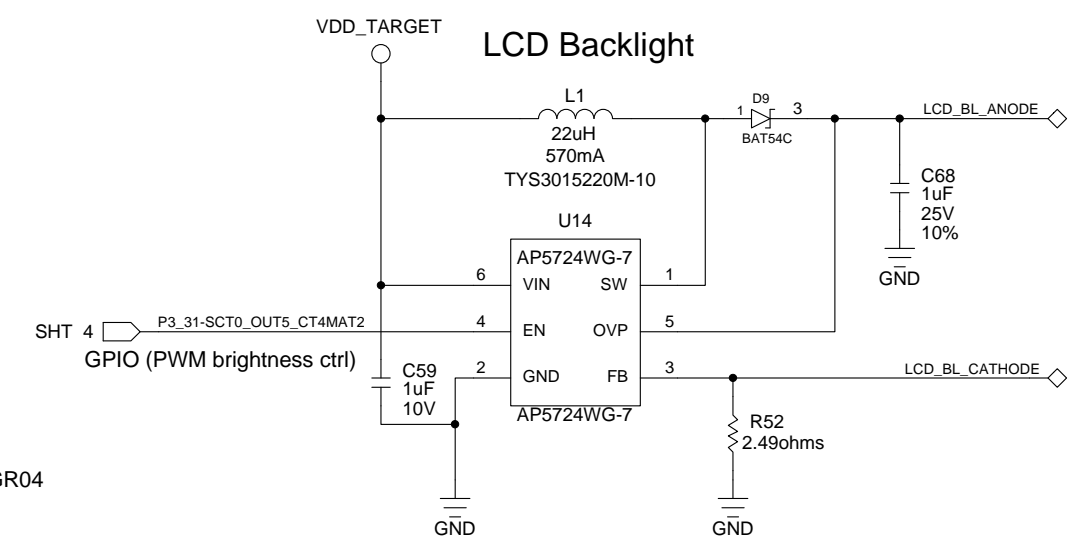 VDD_TARGET
LCD Backlight
L1
22uH
570mA
TYS3015220M-10
D9
1 3
BAT54C
LCD_BL_ANODE
C68
1uF
25V
10%
GND
U14
AP5724WG-7
6 VIN SW 1
SHT 4 P3_31-SCT0_OUT5_CT4MAT2 4 EN OVP 5
GPIO (PWM brightness ctrl)
C59
1uF
10V
2 GND FB 3 LCD_BL_CATHODE
AP5724WG-7
R52
2.49ohms
GR04
GND
GND